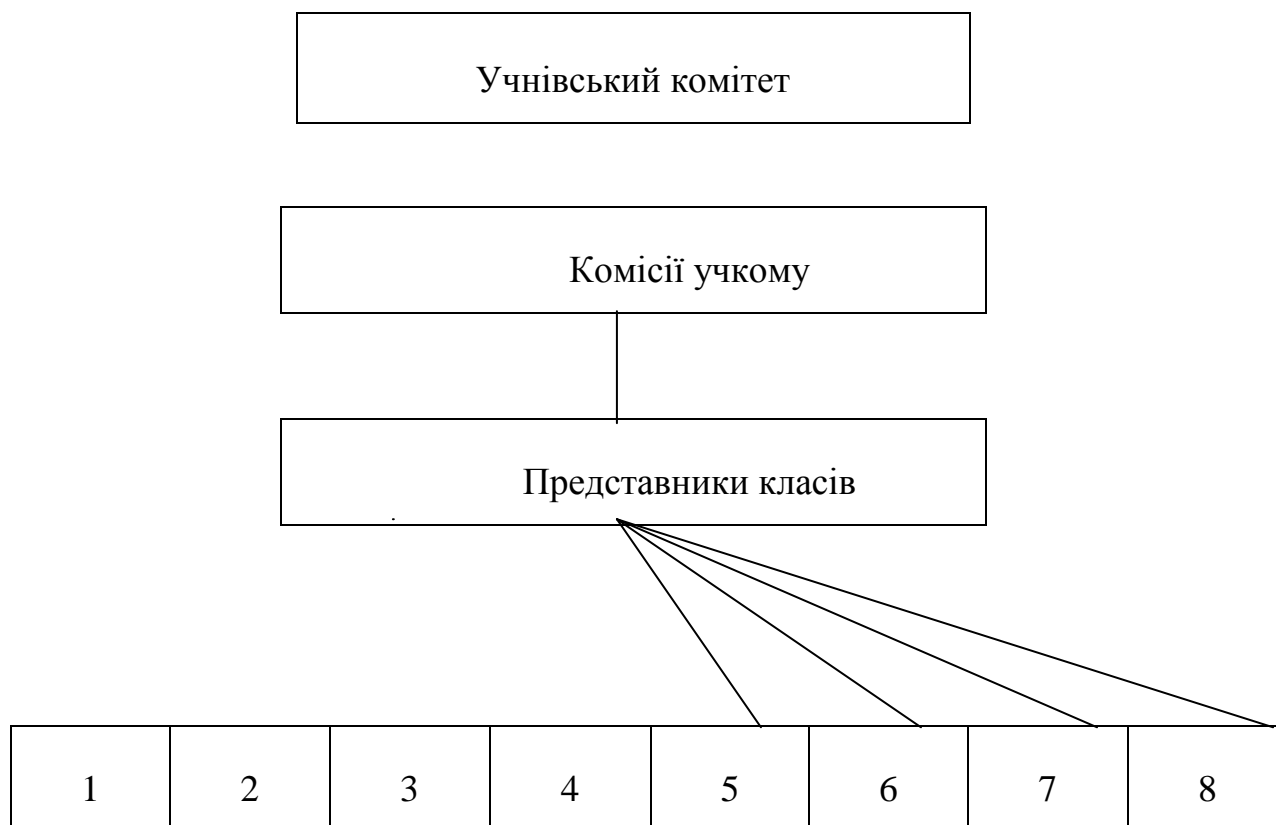 Учнівський комітет
Комісії учкому
Представники класів
1 2 3 4 5 6 7 8